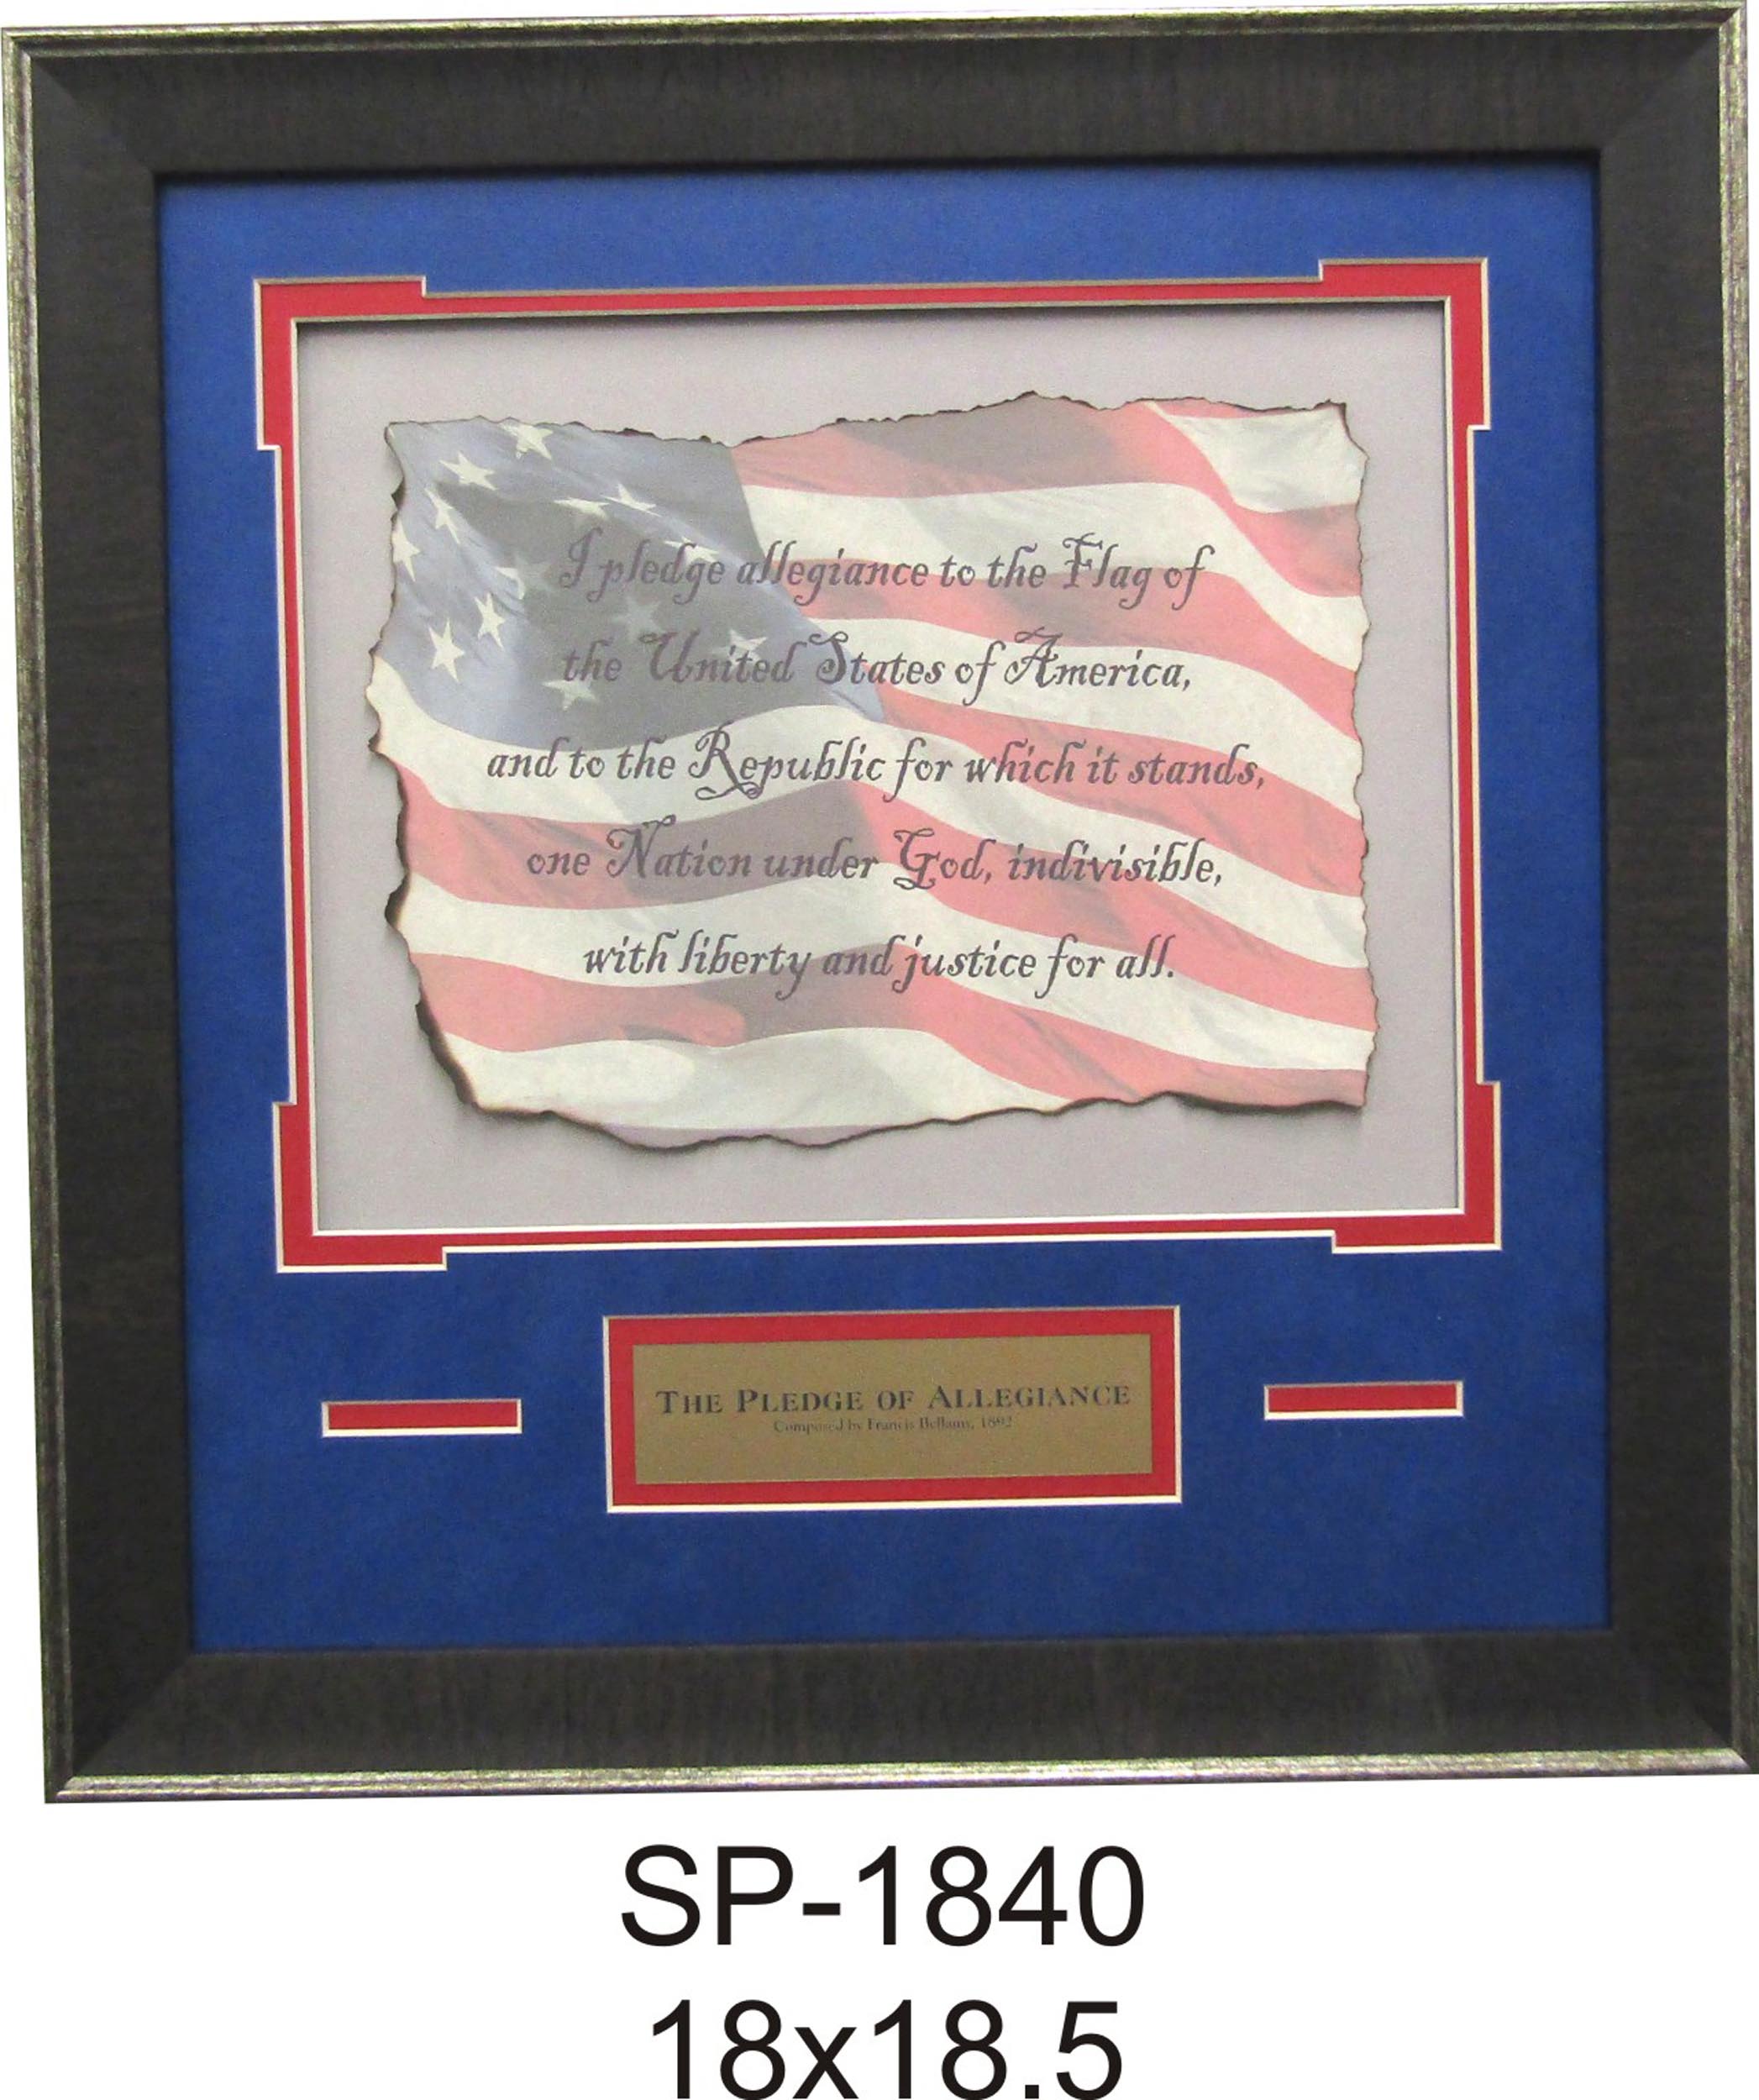 I pledge allegiance to the Flag of
the United States of America,
and to the Republic for which it stands,
one Nation under God, indivisible,
with liberty and justice for all.
THE PLEDGE OF ALLEGIANCE
Composed by Francis Bellamy, 1892
SP-1840
18x18.5